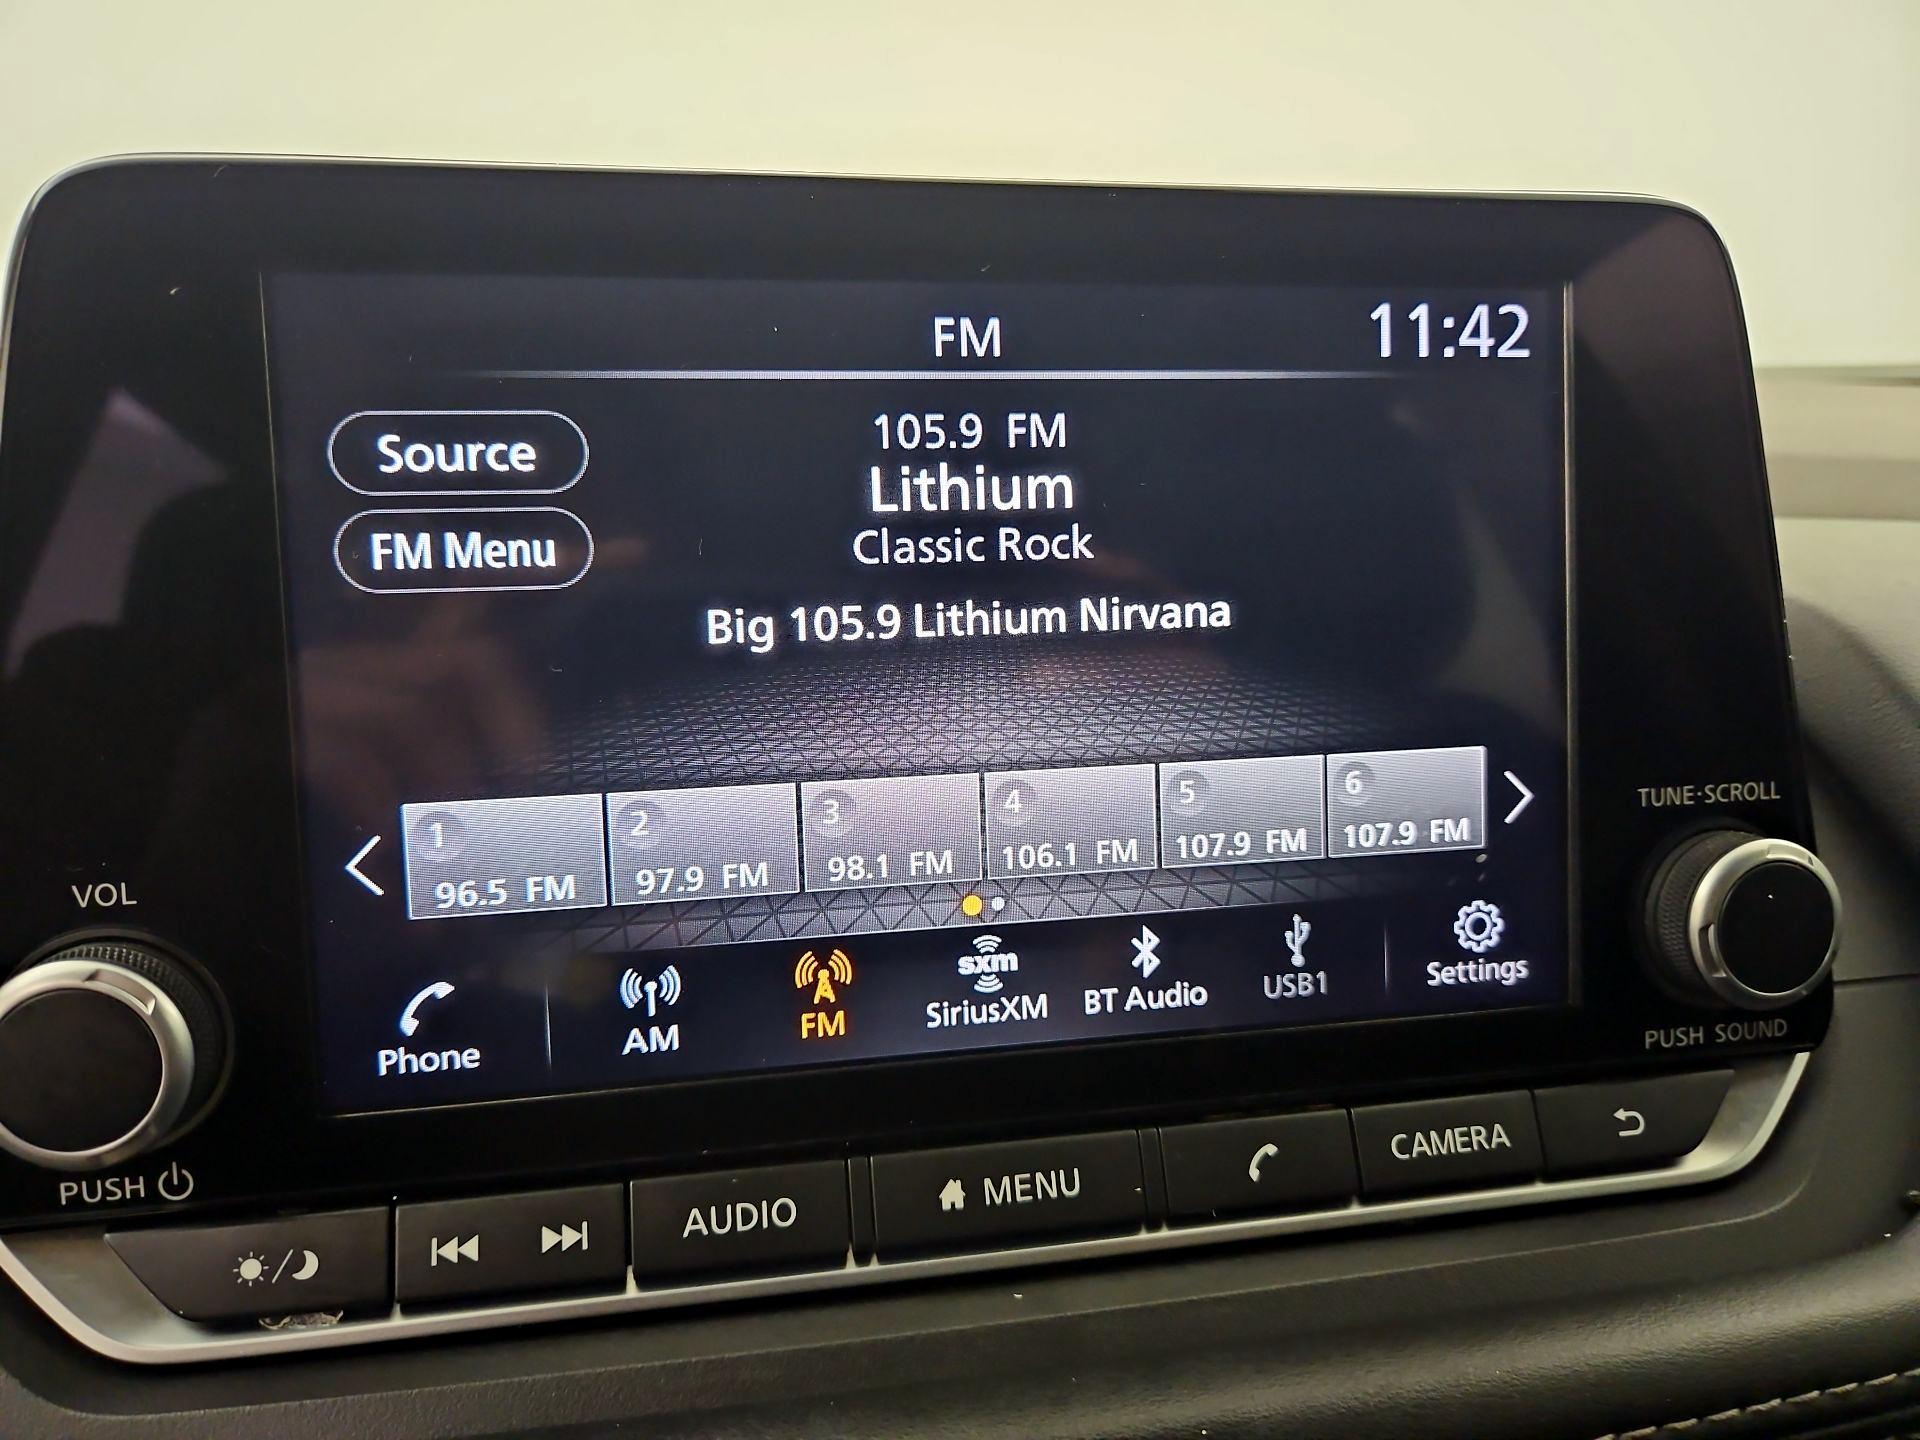 FM
11:42
Source
FM Menu
105.9 FM
Lithium
Classic Rock
Big 105.9 Lithium Nirvana
1
96.5 FM
2
97.9 FM
3
98.1 FM
4
106.1 FM
5
107.9 FM
6
107.9 FM
Phone
AM
FM
sxm
SiriusXM
BT Audio
USB1
Settings
VOL
PUSH
TUNE·SCROLL
PUSH SOUND
AUDIO
MENU
CAMERA